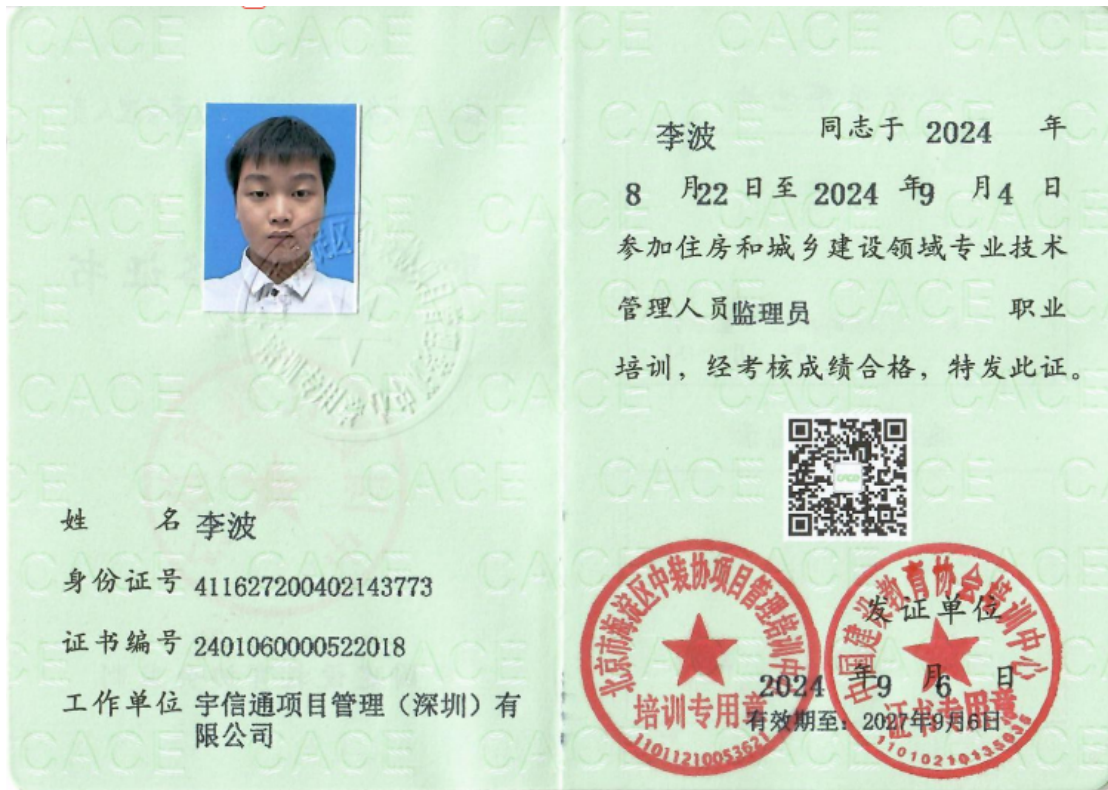 姓 名 李波
身份证号 411627200402143773
证书编号 2401060000522018
工作单位 宇信通项目管理（深圳）有
限公司
李波 同志于 2024 年
8 月22 日至 2024 年9 月4 日
参加住房和城乡建设领域专业技术
管理人员监理员 职业
培训，经考核成绩合格，特发此证。
CACE
北京市海淀区中装协项目管理培训中
培训专用章
1101121005362
中国建设教育协会培训中心
证书专用章
发证单位
2024 年9 月 6 日
有效期至：2027年9月6日